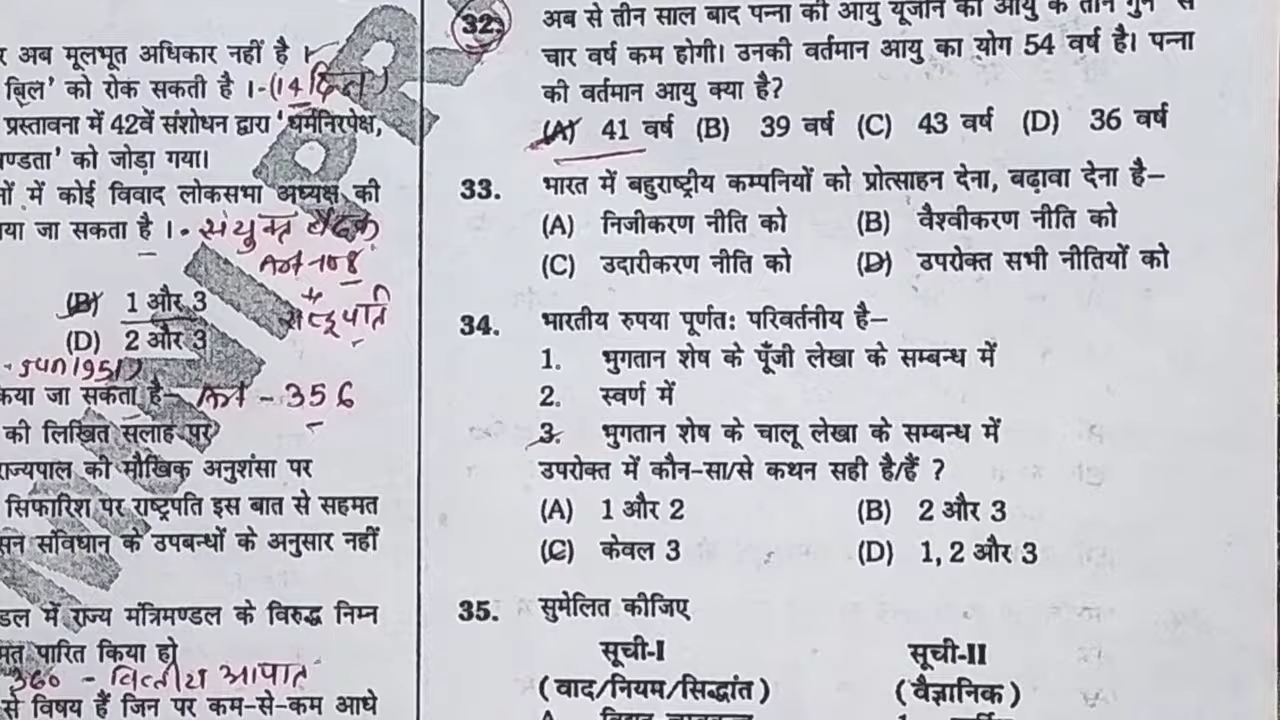 र अब मूलभूत अधिकार नहीं है ।
बिल' को रोक सकती है ।-(14 दिन)
प्रस्तावना में 42वें संशोधन द्वारा 'धर्मनिरपेक्ष,
ण्डता' को जोड़ा गया।
नों में कोई विवाद लोकसभा अध्यक्ष की
या जा सकता है । - संयुक्त बैठक
Art-108
(B) 1 और 3
(D) 2 और 3
कया जा सकता है- Art - 356
की लिखित सलाह पर
राज्यपाल की मौखिक अनुशंसा पर
सिफारिश पर राष्ट्रपति इस बात से सहमत
सन संविधान के उपबन्धों के अनुसार नहीं
डल में राज्य मंत्रिमण्डल के विरुद्ध निम्न
मत पारित किया हो
360 - वित्तीय आपात
से विषय हैं जिन पर कम-से-कम आधे
32. अब से तीन साल बाद पन्ना की आयु यूजीन की आयु के तीन गुने से
चार वर्ष कम होगी। उनकी वर्तमान आयु का योग 54 वर्ष है। पन्ना
की वर्तमान आयु क्या है?
(A) 41 वर्ष (B) 39 वर्ष (C) 43 वर्ष (D) 36 वर्ष
33. भारत में बहुराष्ट्रीय कम्पनियों को प्रोत्साहन देना, बढ़ावा देना है–
(A) निजीकरण नीति को (B) वैश्वीकरण नीति को
(C) उदारीकरण नीति को (D) उपरोक्त सभी नीतियों को
34. भारतीय रुपया पूर्णत: परिवर्तनीय है–
1. भुगतान शेष के पूँजी लेखा के सम्बन्ध में
2. स्वर्ण में
3. भुगतान शेष के चालू लेखा के सम्बन्ध में
उपरोक्त में कौन-सा/से कथन सही है/हैं ?
(A) 1 और 2 (B) 2 और 3
(C) केवल 3 (D) 1, 2 और 3
35. सुमेलित कीजिए
सूची-I सूची-II
(वाद/नियम/सिद्धांत) (वैज्ञानिक)